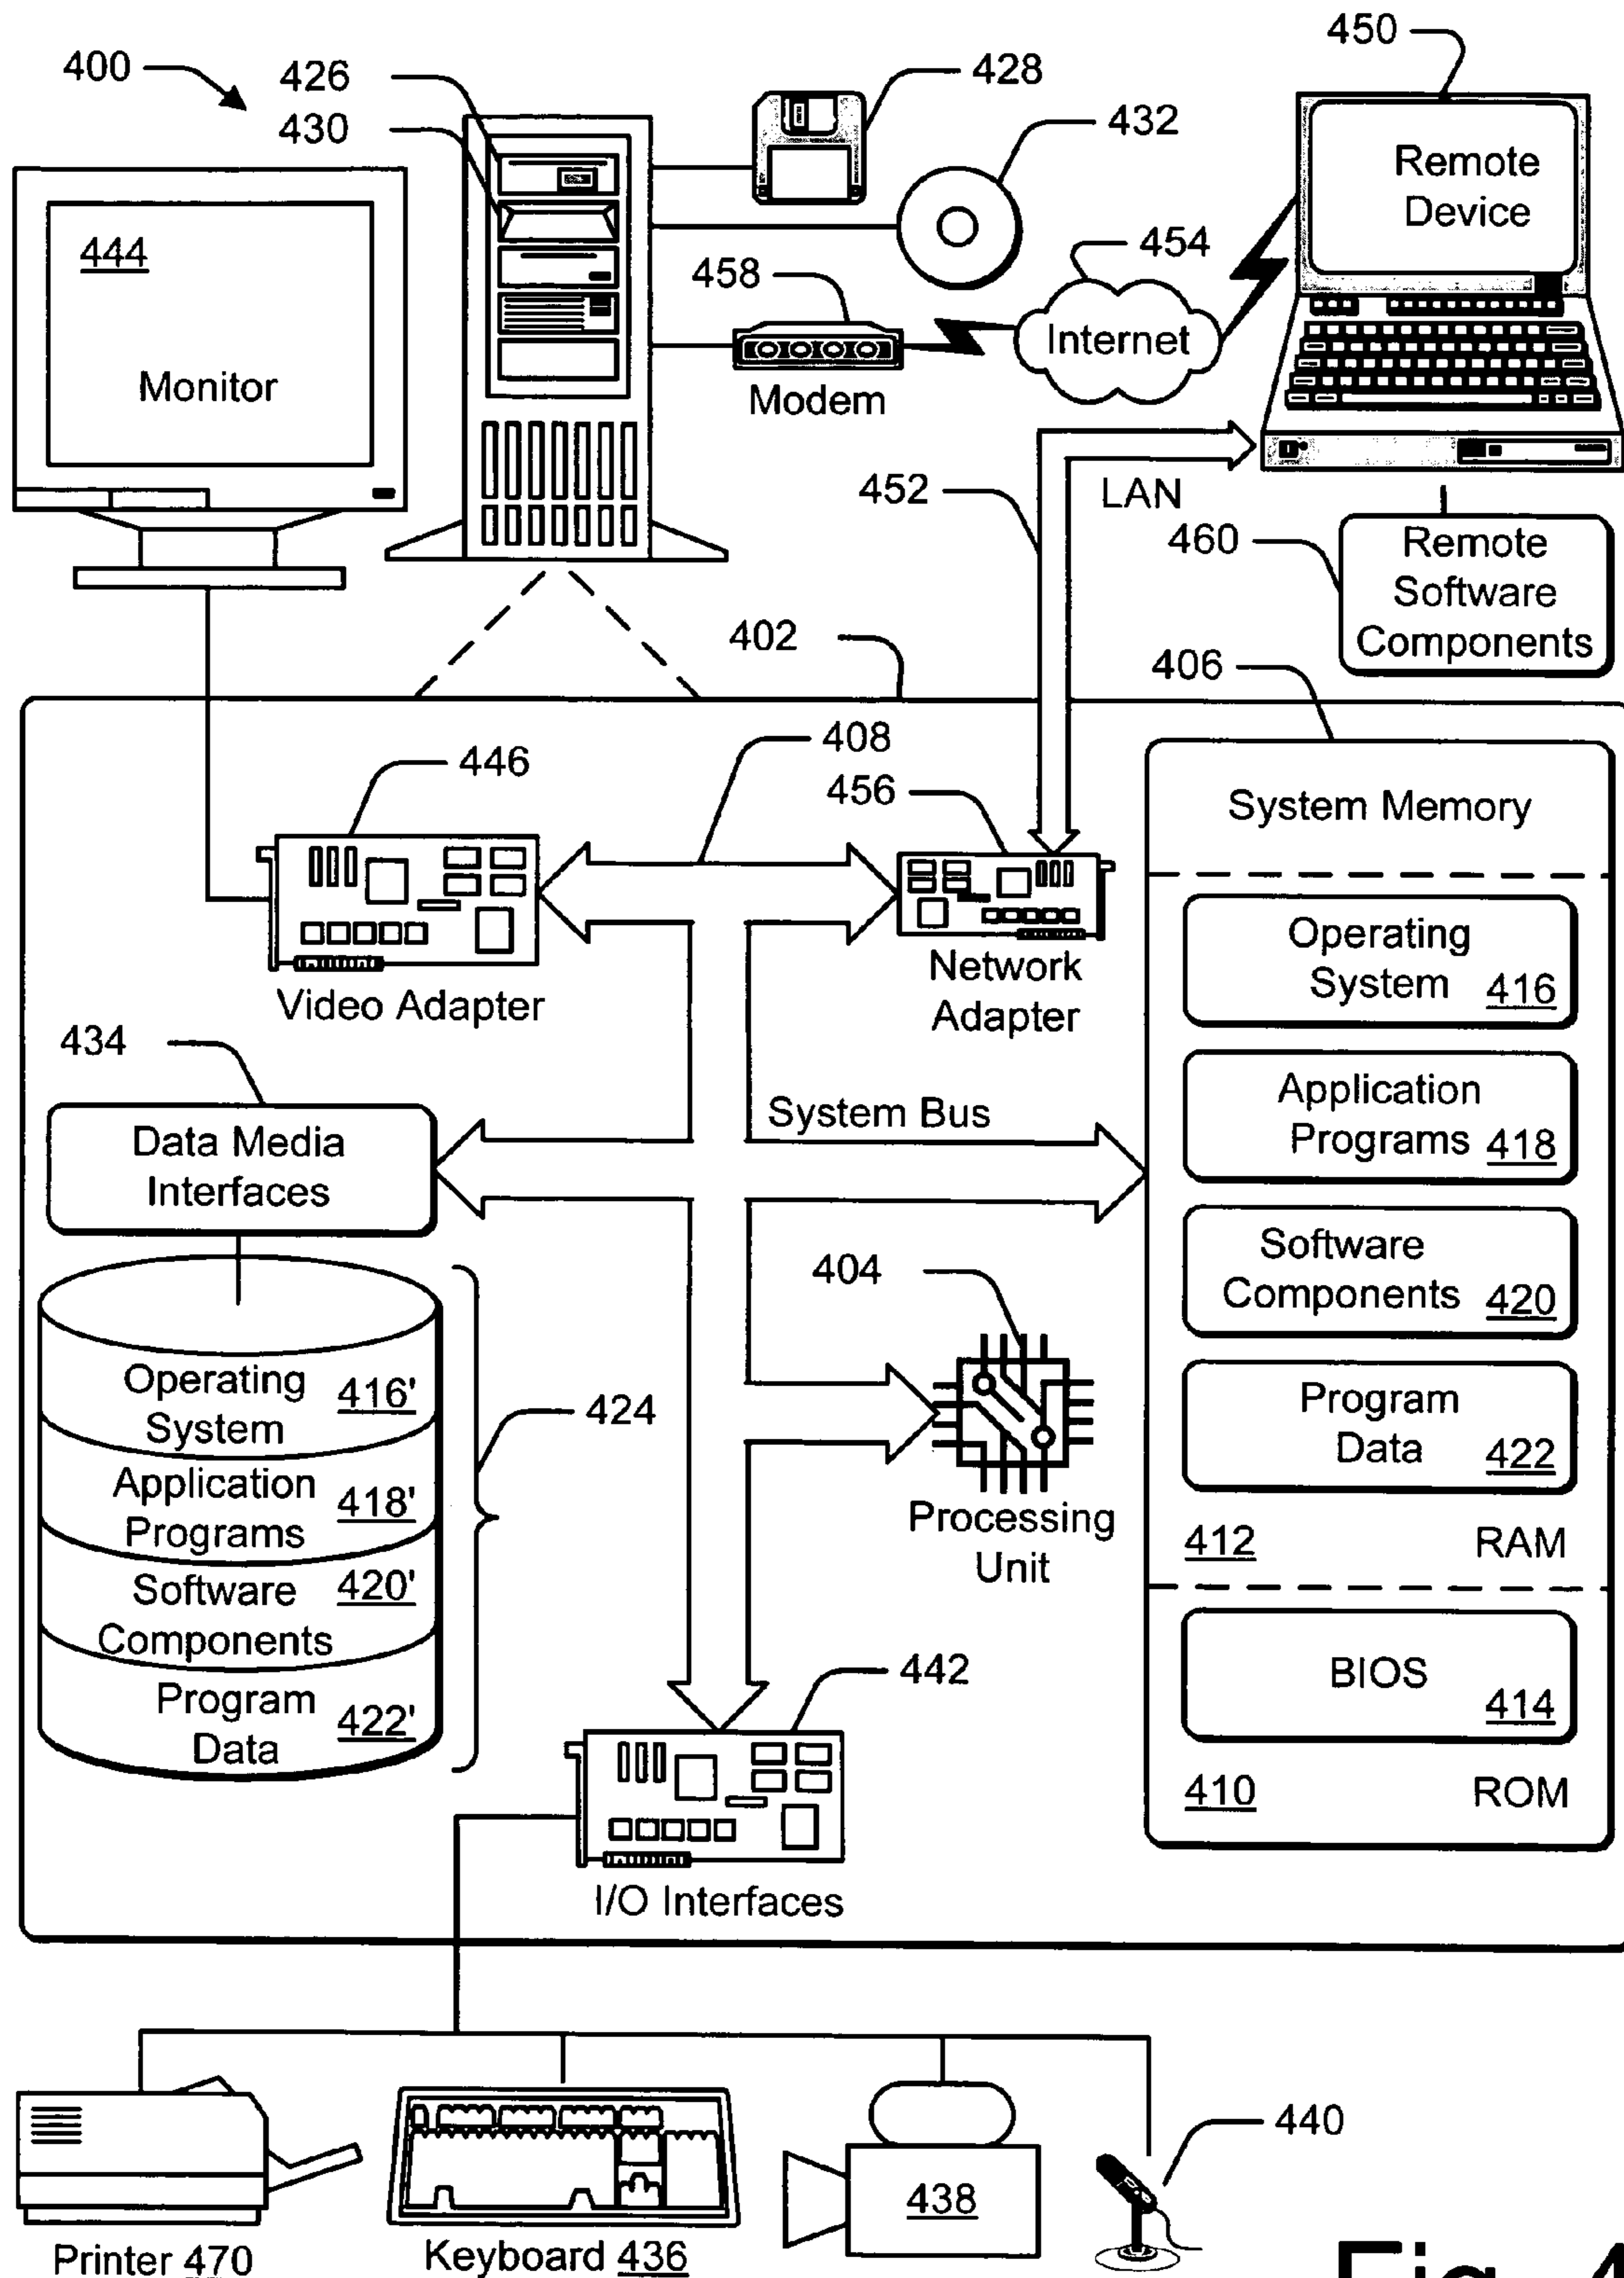 400
426
430
428
432
450
Remote
Device
444
Monitor
458
Modem
454
Internet
452
LAN
460
Remote
Software
Components
402
406
446
408
456
Video Adapter
Network
Adapter
System Memory
Operating
System 416
Application
Programs 418
Software
Components 420
Program
Data 422
412 RAM
BIOS
414
410 ROM
434
Data Media
Interfaces
System Bus
404
Processing
Unit
Operating
System 416'
Application
Programs 418'
Software
Components 420'
Program
Data 422'
424
442
I/O Interfaces
Printer 470
Keyboard 436
438
440
Fig. 4